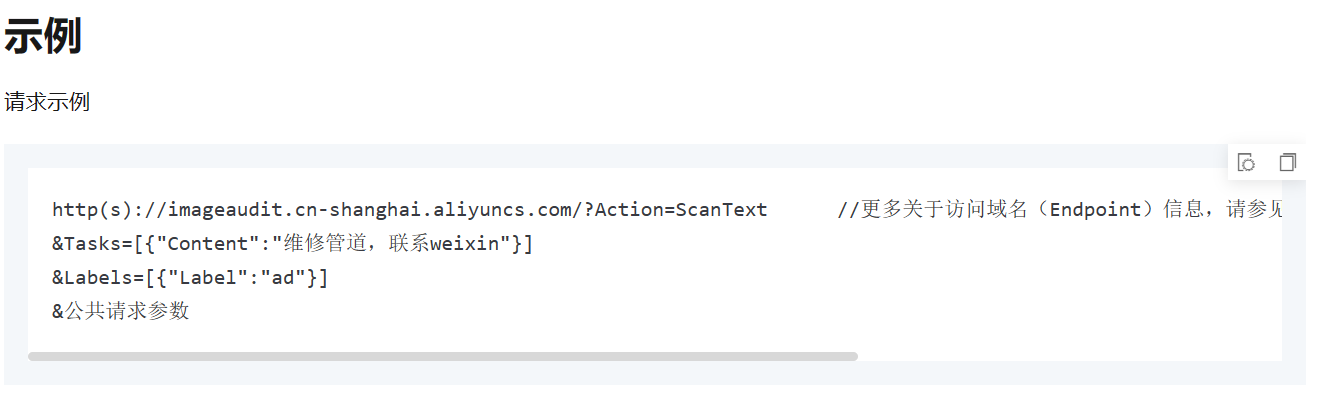 示例
请求示例
http(s)://imageaudit.cn-shanghai.aliyuncs.com/?Action=ScanText //更多关于访问域名（Endpoint）信息，请参见
&Tasks=[{"Content":"维修管道，联系weixin"}]
&Labels=[{"Label":"ad"}]
&公共请求参数